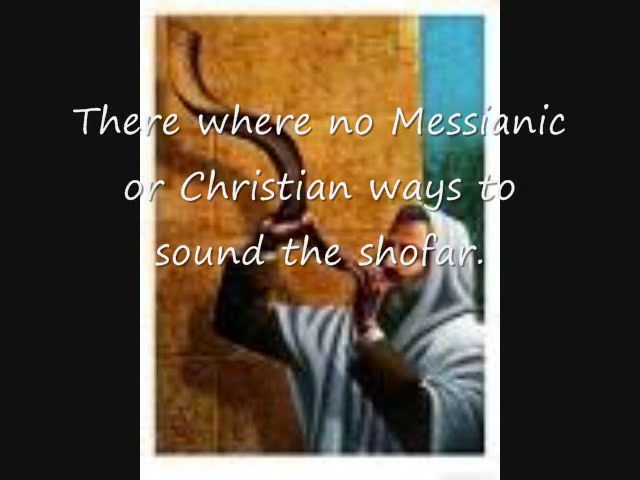 There where no Messianic
or Christian ways to
sound the shofar.